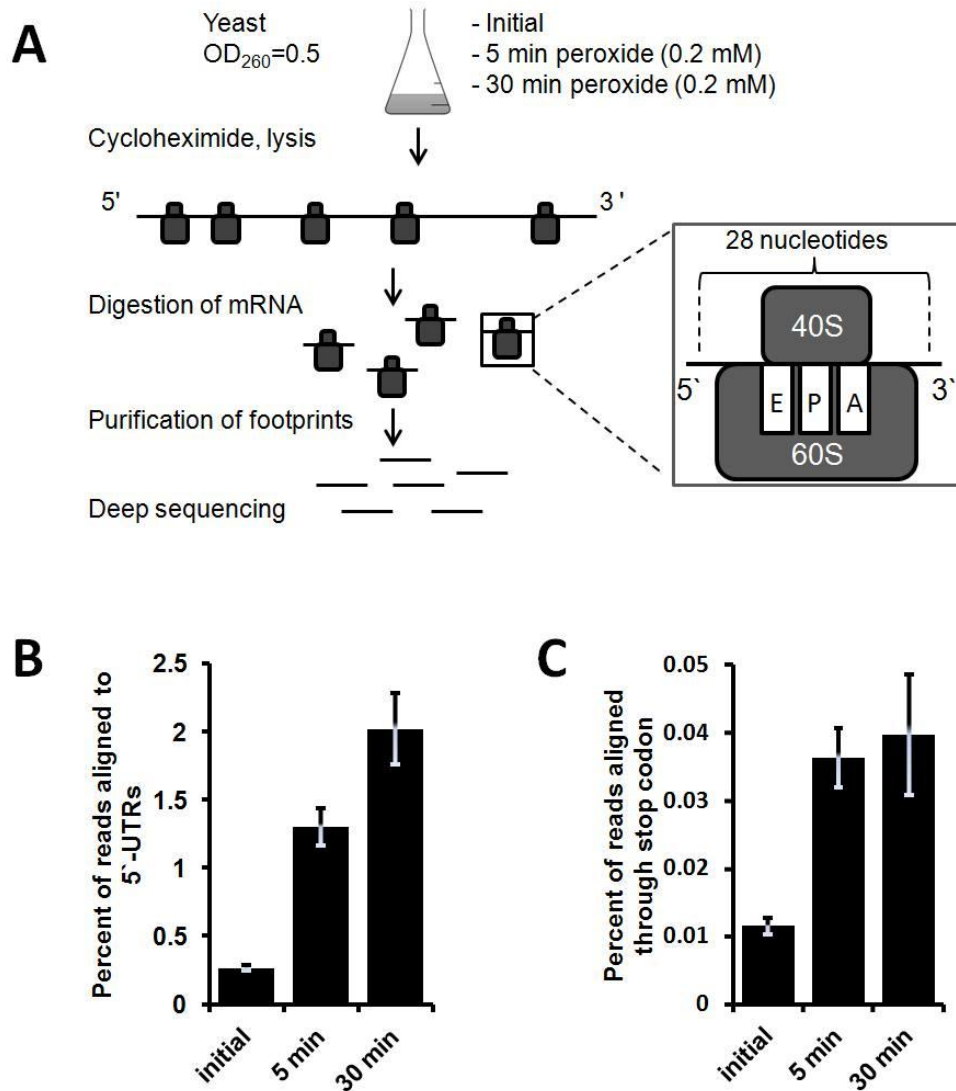 A
Yeast
OD260=0.5
- Initial
- 5 min peroxide (0.2 mM)
- 30 min peroxide (0.2 mM)
Cycloheximide, lysis
5'
3 '
28 nucleotides
Digestion of mRNA
40S
5`
3`
E P A
60S
Purification of footprints
Deep sequencing
B
Percent of reads aligned to
5`-UTRs
2.5
2
1.5
1
0.5
0
initial
5 min
30 min
C
Percent of reads aligned
through stop codon
0.05
0.04
0.03
0.02
0.01
0
initial
5 min
30 min